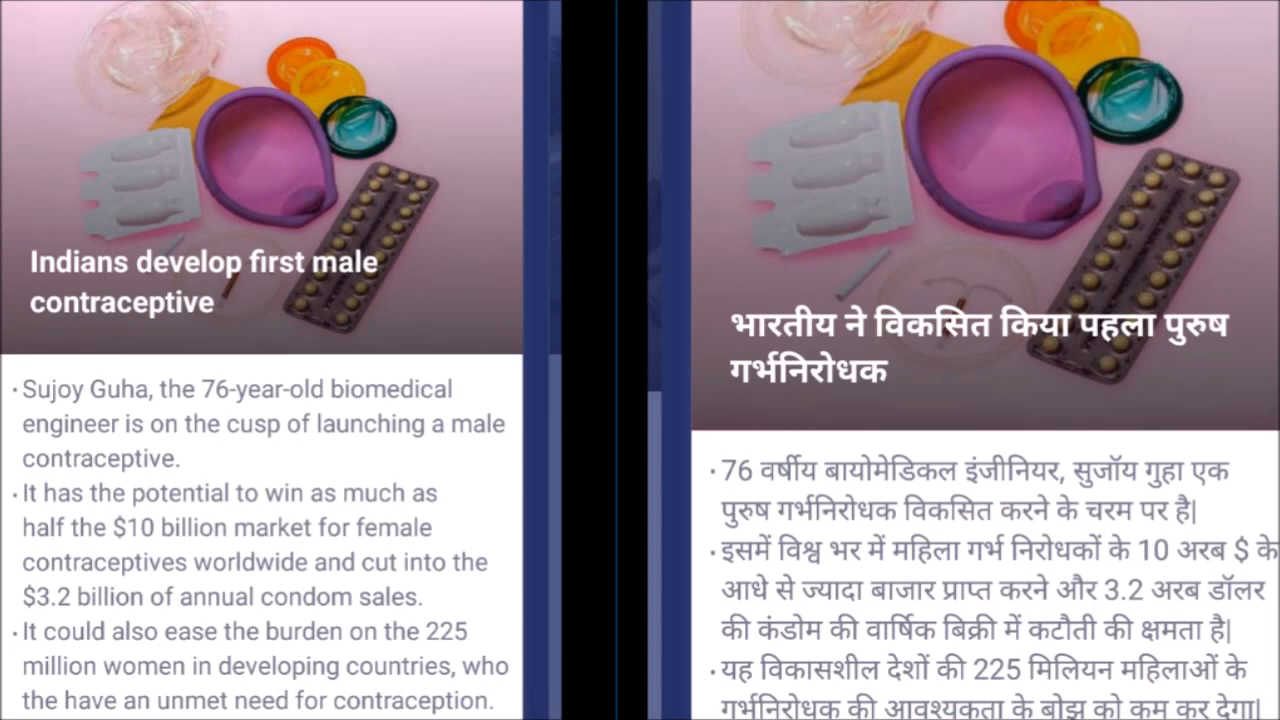 Indians develop first male
contraceptive
· Sujoy Guha, the 76-year-old biomedical
engineer is on the cusp of launching a male
contraceptive.
· It has the potential to win as much as
half the $10 billion market for female
contraceptives worldwide and cut into the
$3.2 billion of annual condom sales.
· It could also ease the burden on the 225
million women in developing countries, who
the have an unmet need for contraception.
भारतीय ने विकसित किया पहला पुरुष
गर्भनिरोधक
· 76 वर्षीय बायोमेडिकल इंजीनियर, सुजॉय गुहा एक
पुरुष गर्भनिरोधक विकसित करने के चरम पर है|
· इसमें विश्व भर में महिला गर्भ निरोधकों के 10 अरब $ के
आधे से ज्यादा बाजार प्राप्त करने और 3.2 अरब डॉलर
की कंडोम की वार्षिक बिक्री में कटौती की क्षमता है|
· यह विकासशील देशों की 225 मिलियन महिलाओं के
गर्भनिरोधक की आवश्यकता के बोझ को कम कर देगा|